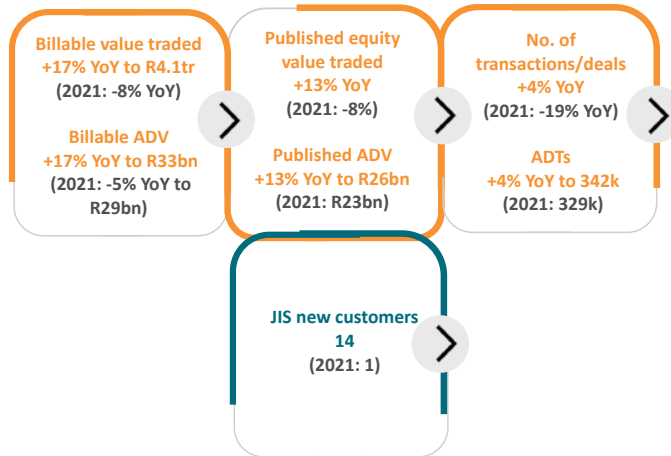 Billable value traded
+17% YoY to R4.1tr
(2021: -8% YoY)
Billable ADV
+17% YoY to R33bn
(2021: -5% YoY to
R29bn)
Published equity
value traded
+13% YoY
(2021: -8%)
Published ADV
+13% YoY to R26bn
(2021: R23bn)
No. of
transactions/deals
+4% YoY
(2021: -19% YoY)
ADTs
+4% YoY to 342k
(2021: 329k)
JIS new customers
14
(2021: 1)